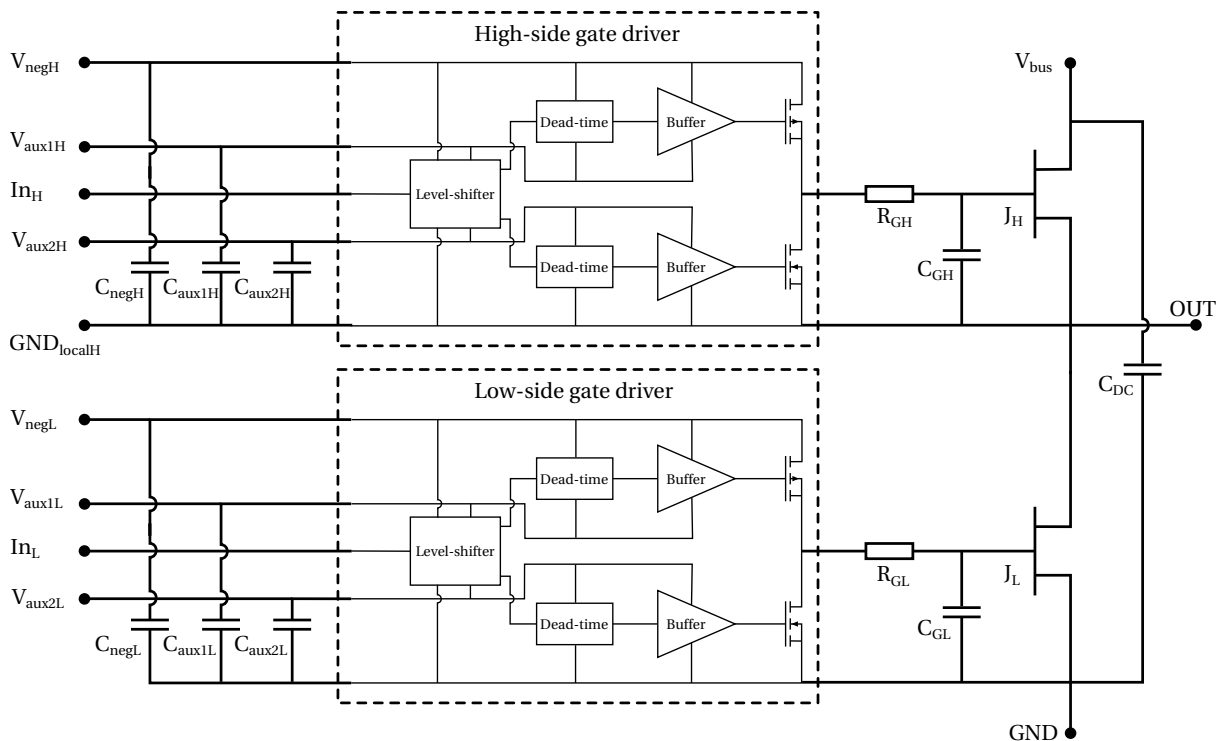 High-side gate driver
V_negH
V_bus
Dead-time
Buffer
V_aux1H
In_H
Level-shifter
R_GH
J_H
V_aux2H
Dead-time
Buffer
C_negH
C_aux1H
C_aux2H
C_GH
OUT
GND_localH
Low-side gate driver
C_DC
V_negL
Dead-time
Buffer
V_aux1L
In_L
Level-shifter
R_GL
J_L
V_aux2L
Dead-time
Buffer
C_negL
C_aux1L
C_aux2L
C_GL
GND